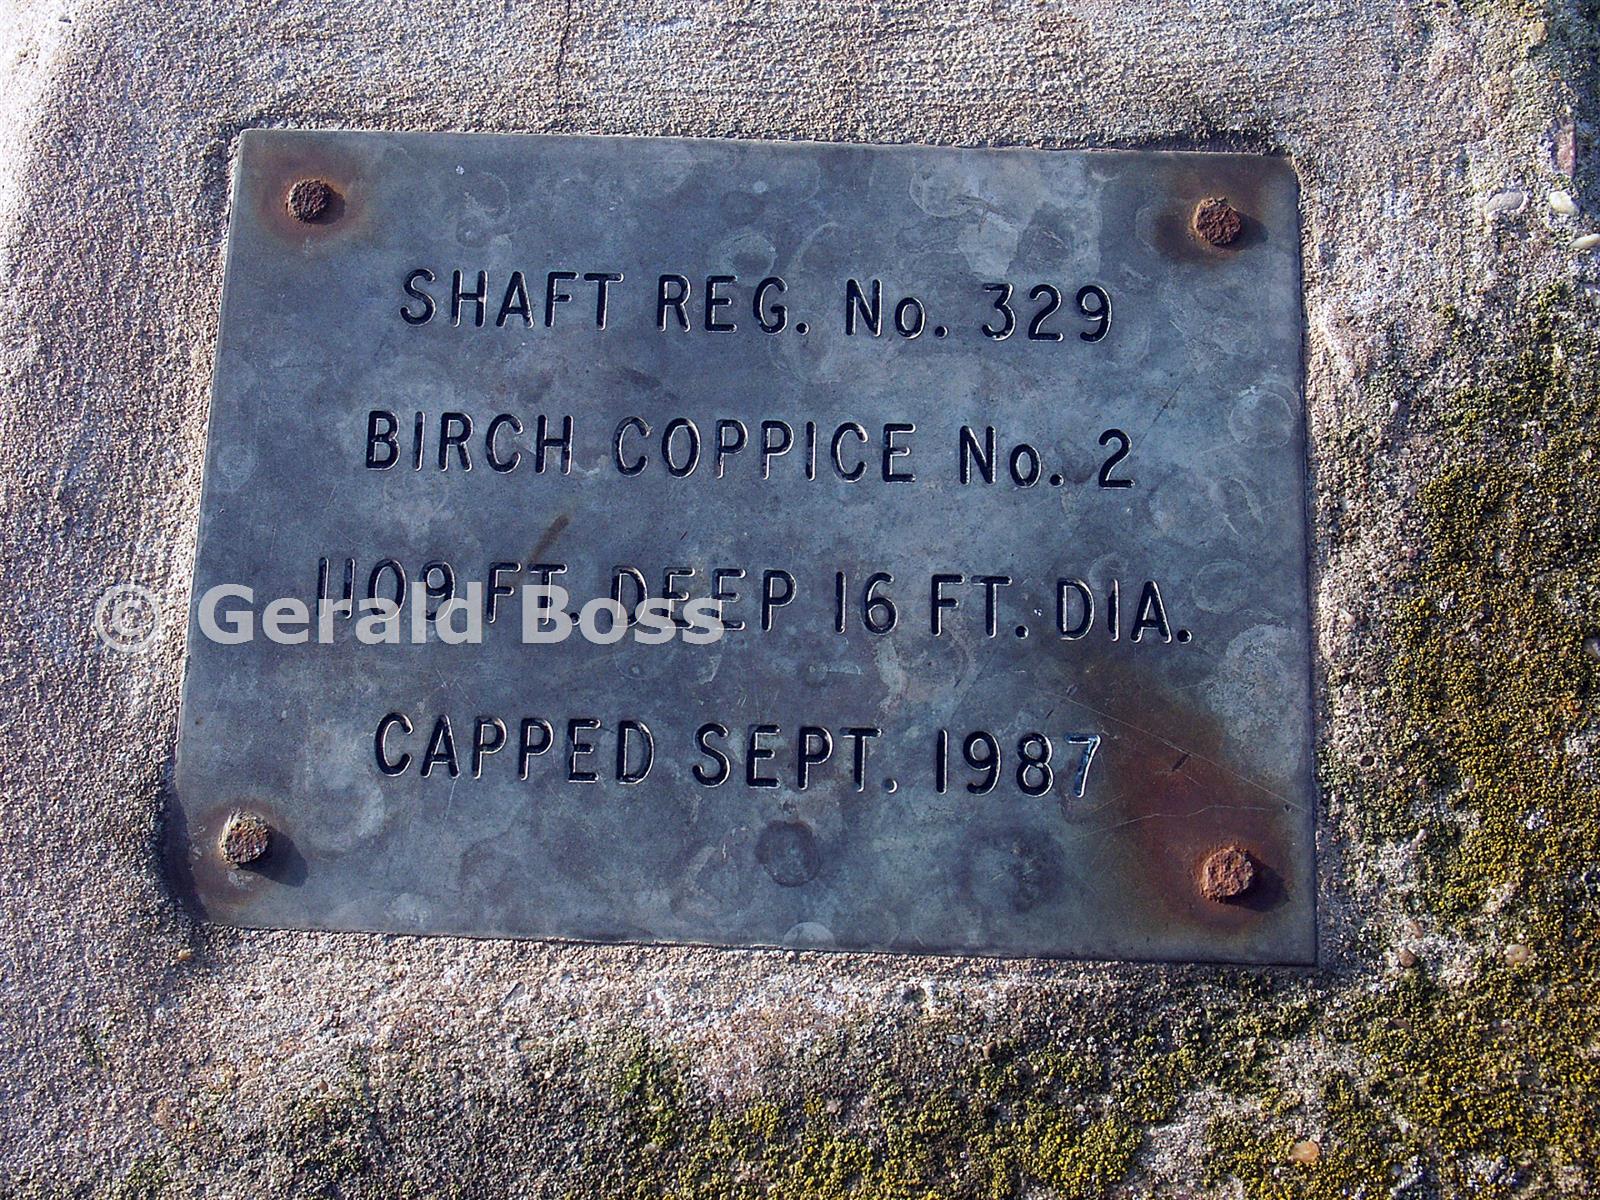 SHAFT REG. No. 329
BIRCH COPPICE No. 2
1109 FT. DEEP 16 FT. DIA.
© Gerald Boss
CAPPED SEPT. 1987